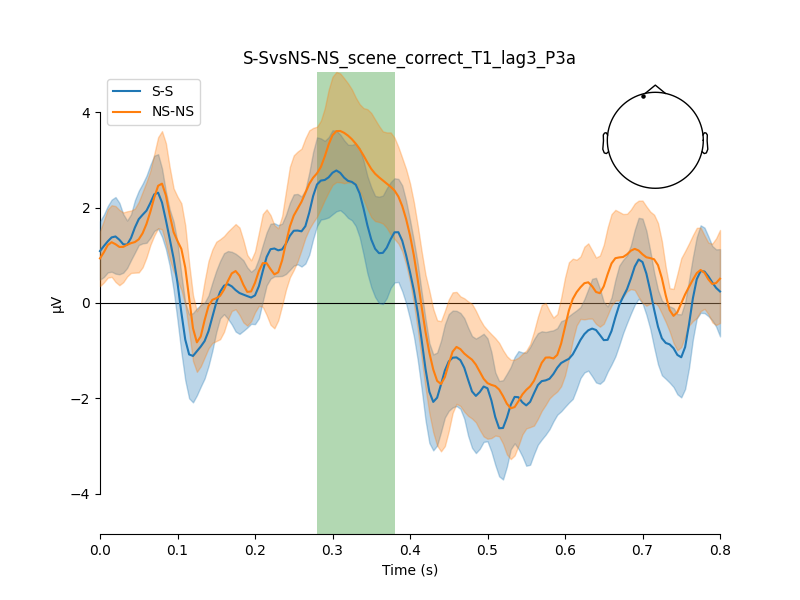 S-SvsNS-NS_scene_correct_T1_lag3_P3a
S-S
NS-NS
4
2
0
−2
−4
µV
0.0 0.1 0.2 0.3 0.4 0.5 0.6 0.7 0.8
Time (s)